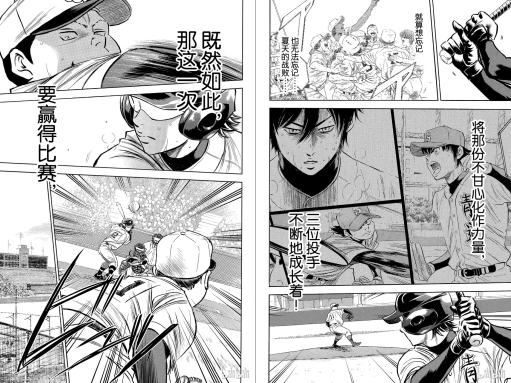 就算想忘记
也无法忘记……
夏天的战败！…
将那份不甘心化作力量，
三位投手
不断地成长着！
青道
青
既然如此，
那这一次
要赢得比赛，